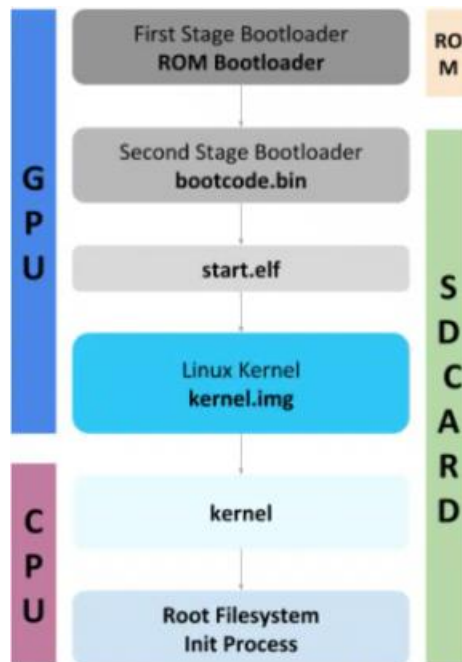 First Stage Bootloader
ROM Bootloader
RO
M
Second Stage Bootloader
bootcode.bin
G
P
U
start.elf
S
D
C
A
R
D
Linux Kernel
kernel.img
C
P
U
kernel
Root Filesystem
Init Process